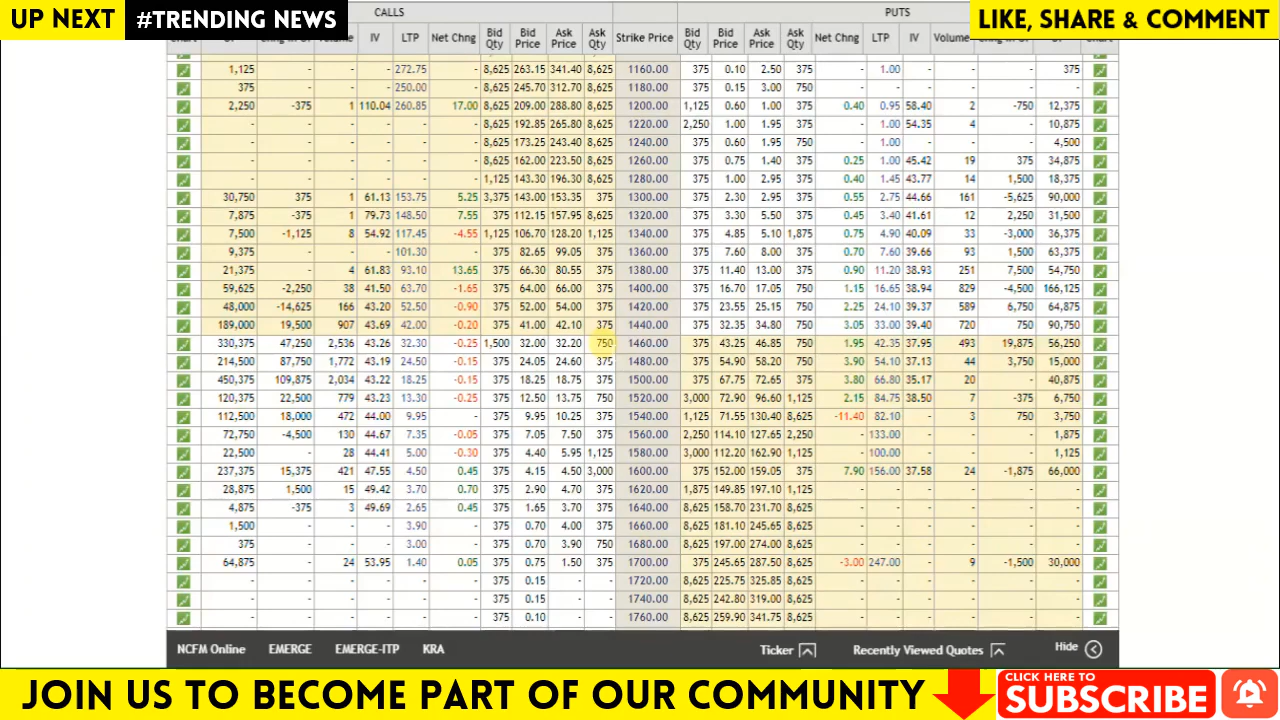 UP NEXT #TRENDING NEWS LIKE, SHARE & COMMENT
CALLS PUTS
IV LTP Net Chng Bid Qty Bid Price Ask Price Ask Qty Strike Price Bid Qty Bid Price Ask Price Ask Qty Net Chng LTP IV Volume
1,125 - - - 272.75 - 8,625 263.15 341.40 8,625 1160.00 375 0.10 2.50 375 - 1.00 - - - 375
375 - - - 250.00 - 8,625 245.70 312.70 8,625 1180.00 375 0.15 3.00 750 - - - - - -
2,250 -375 1 110.04 260.85 17.00 8,625 209.00 288.80 8,625 1200.00 1,125 0.60 1.00 375 0.40 0.95 58.40 2 -750 12,375
- - - - - - 8,625 192.85 265.80 8,625 1220.00 2,250 1.00 1.95 375 - 1.00 54.35 4 - 10,875
- - - - - - 8,625 173.25 243.40 8,625 1240.00 375 0.60 1.95 750 - 1.00 - - - 4,500
- - - - - - 8,625 162.00 223.50 8,625 1260.00 375 0.75 1.40 375 0.25 1.00 45.42 19 375 34,875
- - - - - - 1,125 143.30 196.30 8,625 1280.00 375 1.00 2.95 375 0.40 1.45 43.77 14 1,500 18,375
30,750 375 1 61.13 153.75 5.25 3,375 143.00 153.35 375 1300.00 375 2.30 2.95 375 0.55 2.75 44.66 161 -5,625 90,000
7,875 -375 1 79.73 148.50 7.55 375 112.15 157.95 8,625 1320.00 375 3.30 5.50 375 0.45 3.40 41.61 12 2,250 31,500
7,500 -1,125 8 54.92 117.45 -4.55 1,125 106.70 128.20 1,125 1340.00 375 4.85 5.10 1,875 0.75 4.90 40.09 33 -3,000 36,375
9,375 - - - 101.30 - 375 82.65 99.05 375 1360.00 375 7.60 8.00 375 0.70 7.60 39.66 93 1,500 63,375
21,375 - 4 61.83 93.10 13.65 375 66.30 80.55 375 1380.00 375 11.40 13.00 375 0.90 11.20 38.93 251 7,500 54,750
59,625 -2,250 38 41.50 63.70 -1.65 375 64.00 66.00 375 1400.00 375 16.70 17.05 750 1.15 16.65 38.94 829 -4,500 166,125
48,000 -14,625 166 43.20 52.50 -0.90 375 52.00 54.00 375 1420.00 375 23.55 25.15 750 2.25 24.10 39.37 589 6,750 64,875
189,000 19,500 907 43.69 42.00 -0.20 375 41.00 42.10 375 1440.00 375 32.35 34.80 750 3.05 33.00 39.40 720 750 90,750
330,375 47,250 2,536 43.26 32.30 -0.25 1,500 32.00 32.20 750 1460.00 375 43.25 46.85 750 1.95 42.35 37.95 493 19,875 56,250
214,500 87,750 1,772 43.19 24.50 -0.15 375 24.05 24.60 375 1480.00 375 54.90 58.20 750 3.90 54.10 37.13 44 3,750 15,000
450,375 109,875 2,034 43.22 18.25 -0.15 375 18.25 18.75 375 1500.00 375 67.75 72.65 375 3.80 66.80 35.17 20 - 40,875
120,375 22,500 779 43.23 13.30 -0.25 375 12.50 13.75 750 1520.00 3,000 72.90 96.60 1,125 2.15 84.75 38.50 7 -375 6,750
112,500 18,000 472 44.00 9.95 - 375 9.95 10.25 375 1540.00 1,125 71.55 130.40 8,625 -11.40 82.10 - 3 750 3,750
72,750 -4,500 130 44.67 7.35 -0.05 375 7.05 7.50 375 1560.00 2,250 114.10 127.65 2,250 - 133.00 - - - 1,875
22,500 - 28 44.41 5.00 -0.30 375 4.40 5.95 1,125 1580.00 3,000 112.20 162.90 1,125 - 100.00 - - - 1,125
237,375 15,375 421 47.55 4.50 0.45 375 4.15 4.50 3,000 1600.00 375 152.00 159.05 375 7.90 156.00 37.58 24 -1,875 66,000
28,875 1,500 15 49.42 3.70 0.70 375 2.90 4.70 375 1620.00 1,875 149.85 197.10 1,125 - - - - - -
4,875 -375 3 49.69 2.65 0.45 375 1.65 3.70 375 1640.00 8,625 158.70 231.70 8,625 - - - - - -
1,500 - - - 3.90 - 375 0.70 4.00 375 1660.00 8,625 181.10 245.65 8,625 - - - - - -
375 - - - 3.00 - 375 0.70 3.90 750 1680.00 8,625 197.00 274.00 8,625 - - - - - -
64,875 - 24 53.95 1.40 0.05 375 0.75 1.50 375 1700.00 375 245.65 287.50 8,625 -3.00 247.00 - 9 -1,500 30,000
- - - - - - 375 0.15 - - 1720.00 8,625 225.75 325.85 8,625 - - - - - -
- - - - - - 375 0.15 - - 1740.00 8,625 242.80 319.00 8,625 - - - - - -
- - - - - - 375 0.10 - - 1760.00 8,625 259.90 341.75 8,625 - - - - - -
NCFM Online EMERGE EMERGE-ITP KRA Ticker Recently Viewed Quotes Hide
JOIN US TO BECOME PART OF OUR COMMUNITY CLICK HERE TO
SUBSCRIBE